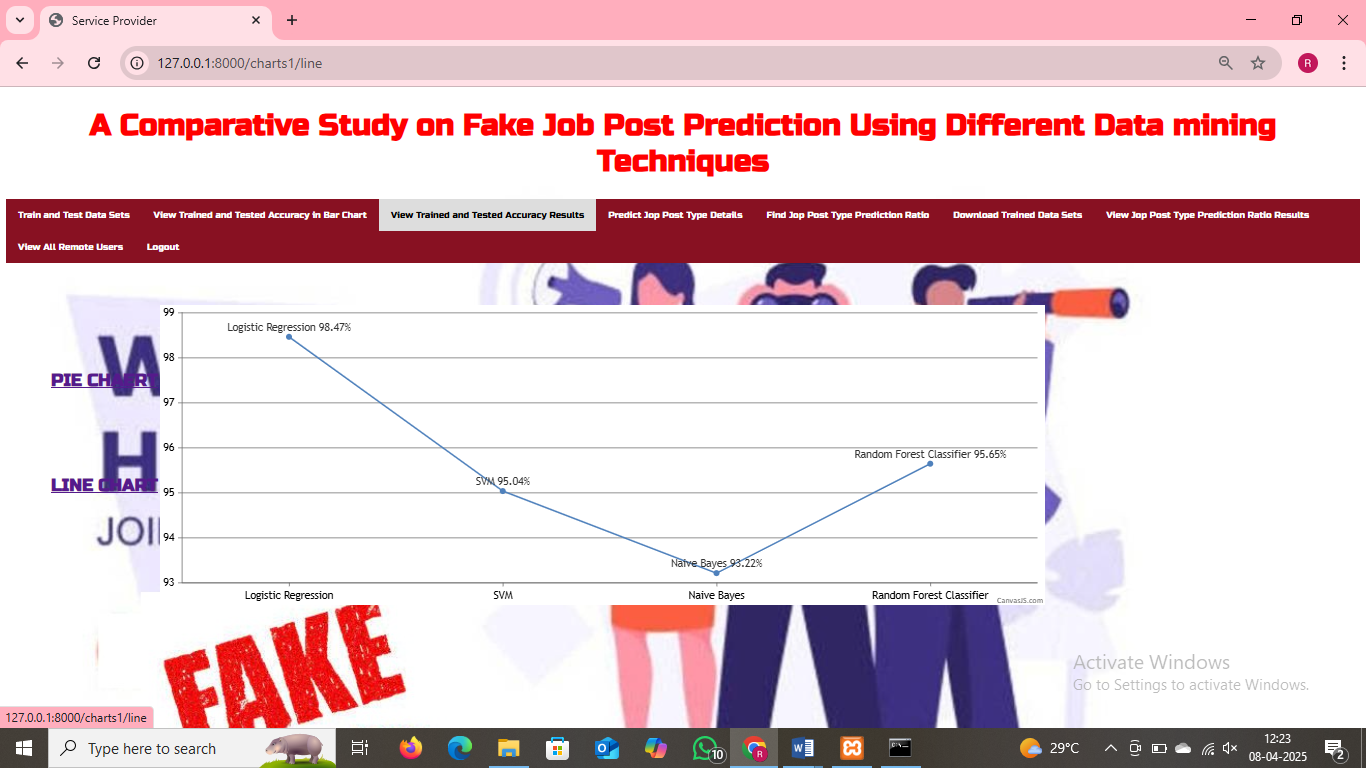 Service Provider
127.0.0.1:8000/charts1/line
R
A Comparative Study on Fake Job Post Prediction Using Different Data mining
Techniques
Train and Test Data Sets View Trained and Tested Accuracy in Bar Chart View Trained and Tested Accuracy Results Predict Jop Post Type Details Find Jop Post Type Prediction Ratio Download Trained Data Sets View Jop Post Type Prediction Ratio Results
View All Remote Users Logout
99
Logistic Regression 98.47%
98
W
PIE CHART
97
96
Random Forest Classifier 95.65%
H
SVM 95.04%
LINE CHART
95
94
JOI
Naive Bayes 93.22%
93
Logistic Regression SVM Naive Bayes Random Forest Classifier
CanvasJS.com
FAKE
Activate Windows
Go to Settings to activate Windows.
127.0.0.1:8000/charts1/line
Type here to search
10
R
29°C
12:23
08-04-2025
2